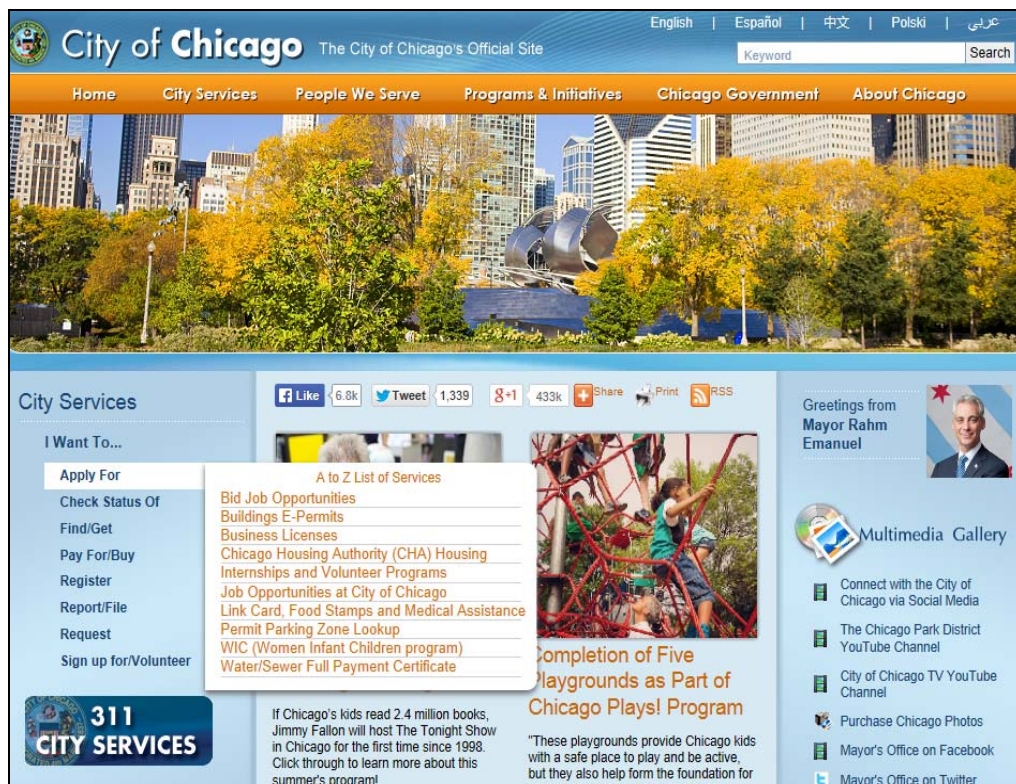 English | Español | 中文 | Polski | عربي
City of Chicago The City of Chicago's Official Site
Keyword Search
Home City Services People We Serve Programs & Initiatives Chicago Government About Chicago
City Services
I Want To...
Apply For
Check Status Of
Find/Get
Pay For/Buy
Register
Report/File
Request
Sign up for/Volunteer
311
CITY SERVICES
Like 6.8k Tweet 1,339 g+1 433k Share Print RSS
A to Z List of Services
Bid Job Opportunities
Buildings E-Permits
Business Licenses
Chicago Housing Authority (CHA) Housing
Internships and Volunteer Programs
Job Opportunities at City of Chicago
Link Card, Food Stamps and Medical Assistance
Permit Parking Zone Lookup
WIC (Women Infant Children program)
Water/Sewer Full Payment Certificate
If Chicago's kids read 2.4 million books,
Jimmy Fallon will host The Tonight Show
in Chicago for the first time since 1998.
Click through to learn more about this
summer's program!
Completion of Five
Playgrounds as Part of
Chicago Plays! Program
"These playgrounds provide Chicago kids
with a safe place to play and be active,
but they also help form the foundation for
Greetings from
Mayor Rahm
Emanuel
Multimedia Gallery
Connect with the City of
Chicago via Social Media
The Chicago Park District
YouTube Channel
City of Chicago TV YouTube
Channel
Purchase Chicago Photos
Mayor's Office on Facebook
Mayor's Office on Twitter